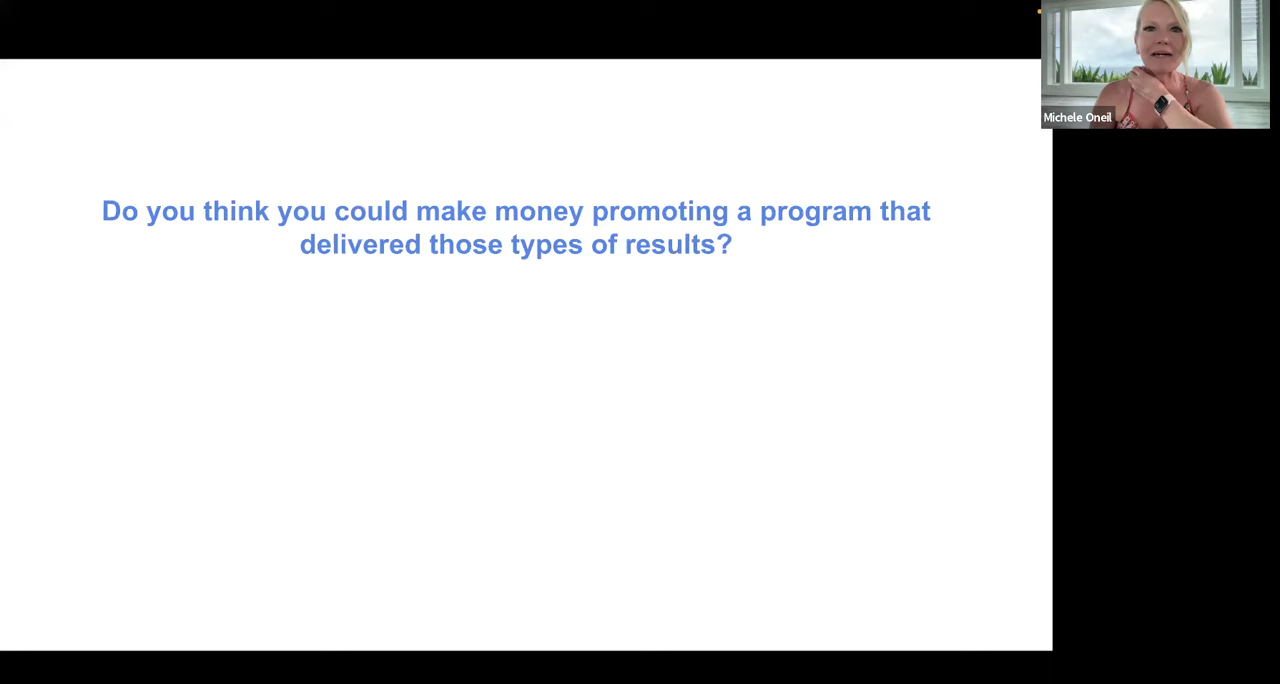 Michele Oneil
Do you think you could make money promoting a program that
delivered those types of results?